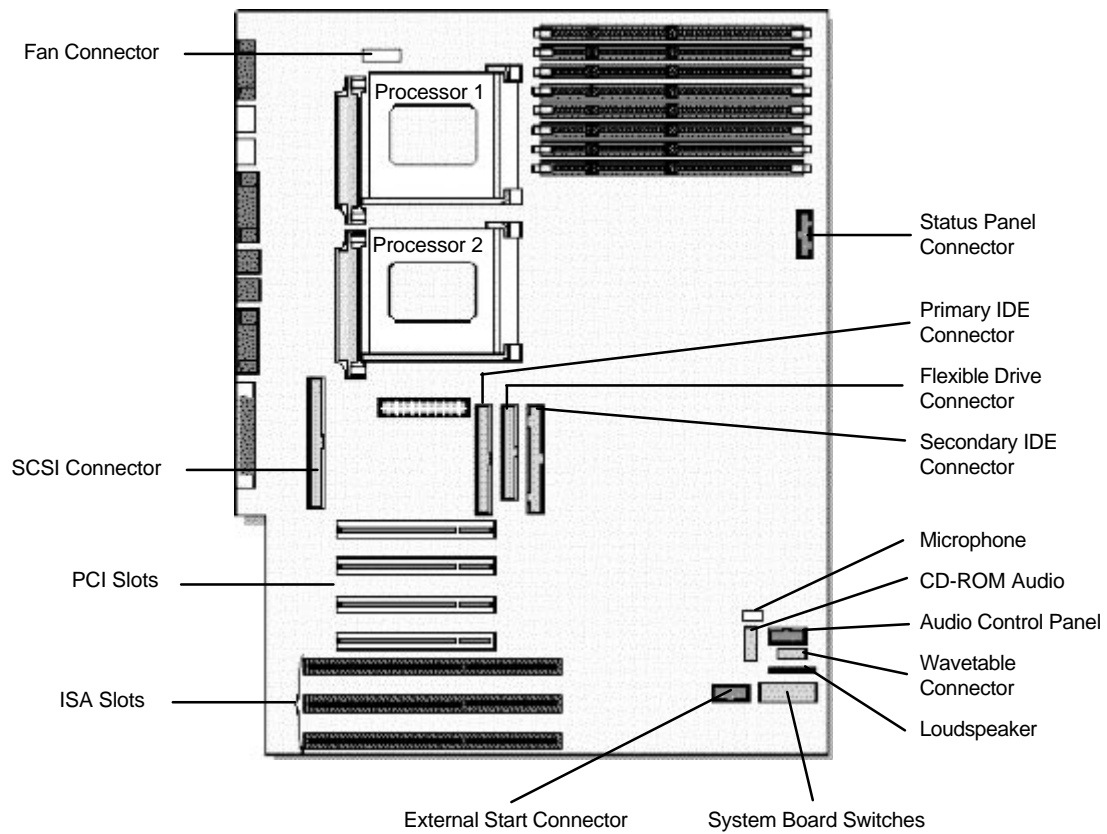 Fan Connector
Processor 1
Processor 2
Status Panel
Connector
Primary IDE
Connector
Flexible Drive
Connector
Secondary IDE
Connector
SCSI Connector
PCI Slots
ISA Slots
Microphone
CD-ROM Audio
Audio Control Panel
Wavetable
Connector
Loudspeaker
External Start Connector
System Board Switches